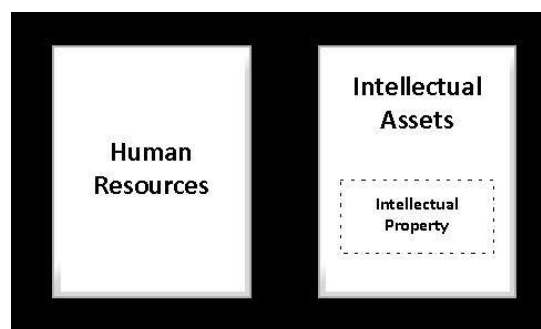 Human
Resources
Intellectual
Assets
Intellectual
Property